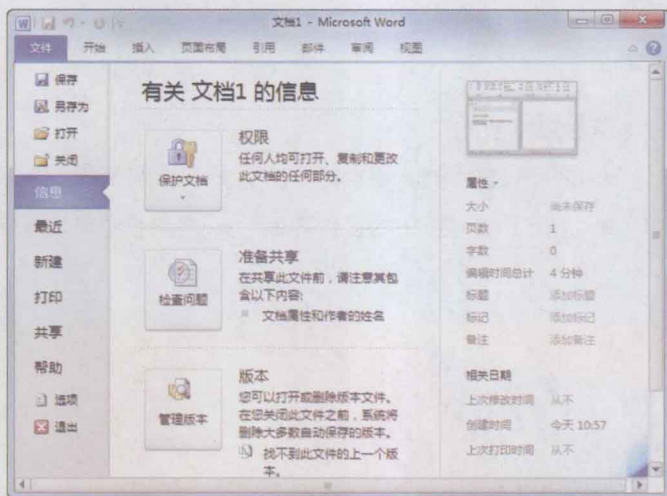 文档1 - Microsoft Word
文件 开始 插入 页面布局 引用 邮件 审阅 视图
保存
另存为
打开
关闭
信息
最近
新建
打印
共享
帮助
选项
退出
有关 文档1 的信息
保护文档
权限
任何人均可打开、复制和更改
此文档的任何部分。
检查问题
准备共享
在共享此文件前，请注意其包
含以下内容:
文档属性和作者的姓名
管理版本
版本
您可以打开或删除版本文件。
在您关闭此文件之前，系统将
删除大多数自动保存的版本。
找不到此文件的上一个版
本。
属性
大小 尚未保存
页数 1
字数 0
编辑时间总计 4 分钟
标题 添加标题
标记 添加标记
备注 添加备注
相关日期
上次修改时间 从不
创建时间 今天 10:57
上次打印时间 从不